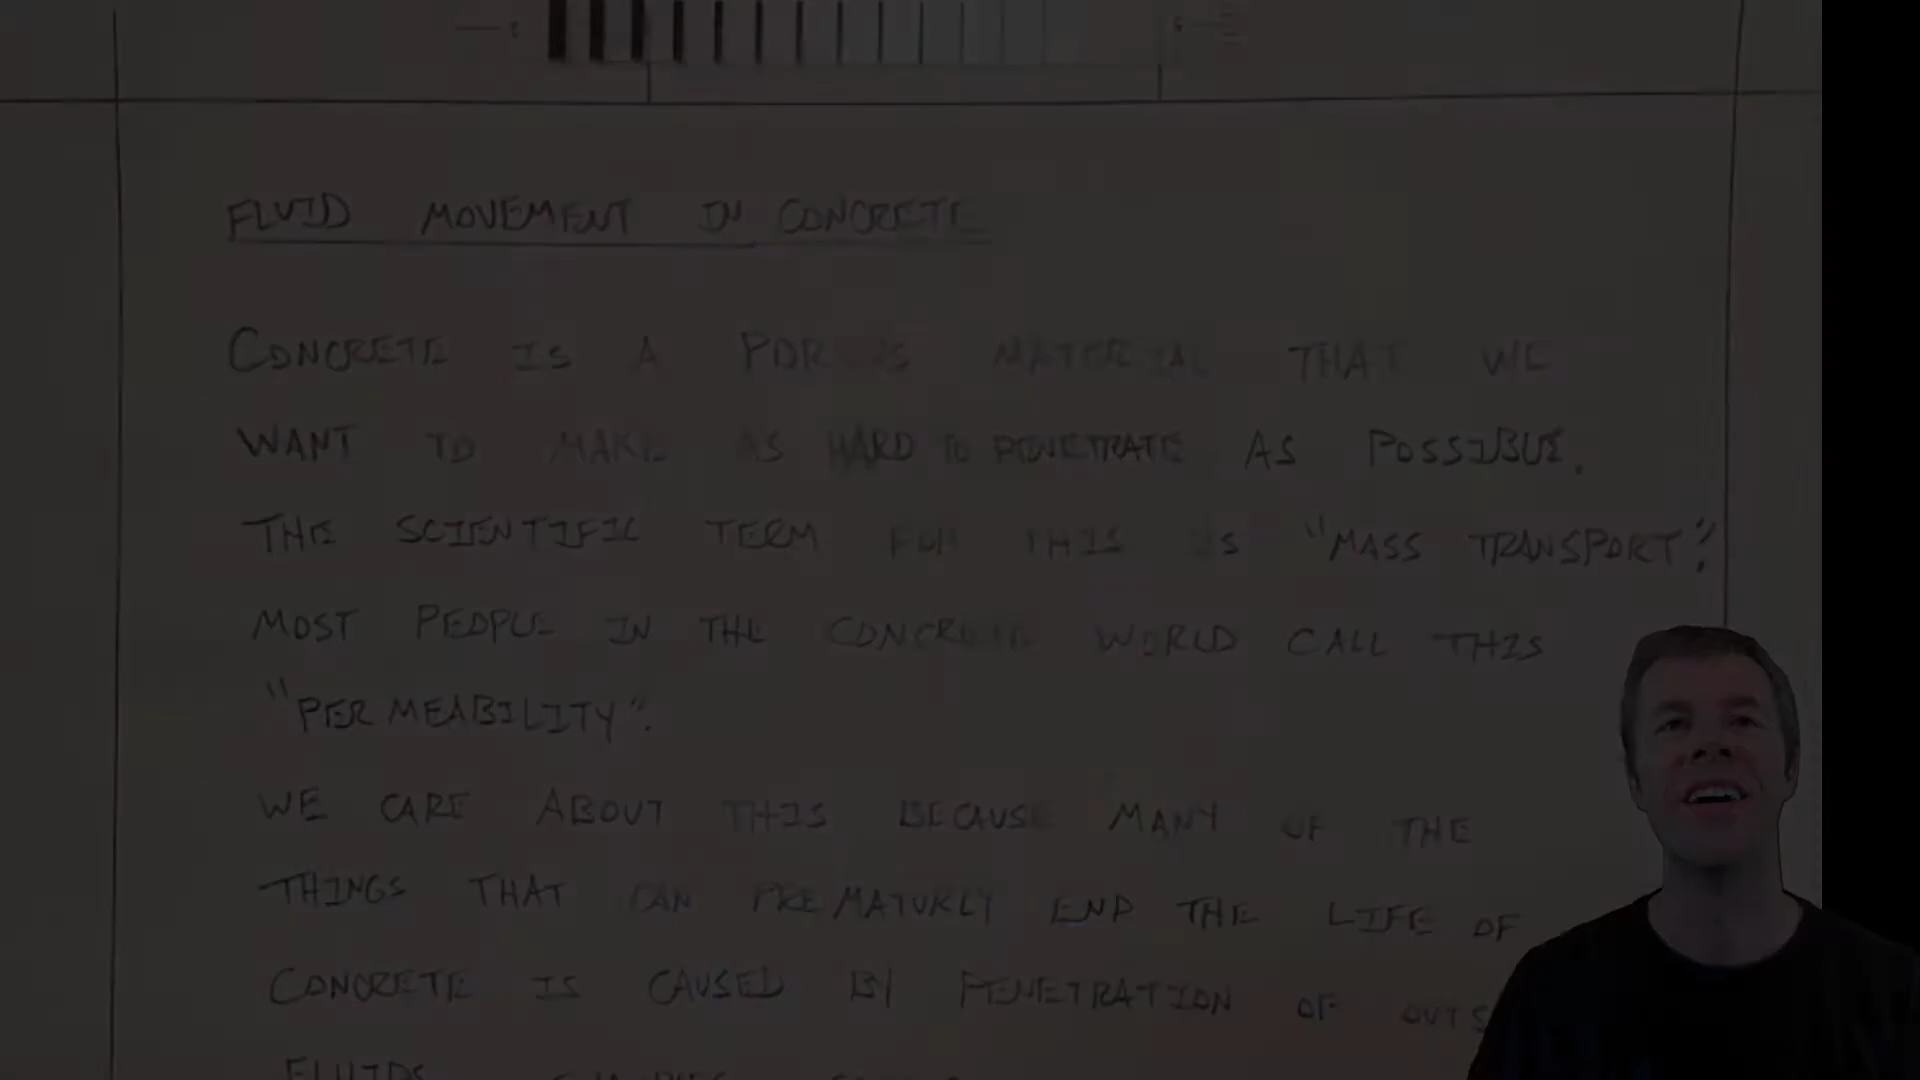 FLUID MOVEMENT IN CONCRETE
CONCRETE IS A POROUS MATERIAL THAT WE
WANT TO MAKE AS HARD TO PENETRATE AS POSSIBLE.
THE SCIENTIFIC TERM FOR THIS IS "MASS TRANSPORT".
MOST PEOPLE IN THE CONCRETE WORLD CALL THIS
"PERMEABILITY".
WE CARE ABOUT THIS BECAUSE MANY OF THE
THINGS THAT CAN PREMATURLY END THE LIFE OF
CONCRETE IS CAUSED BY PENETRATION OF OUTS
FLUIDS